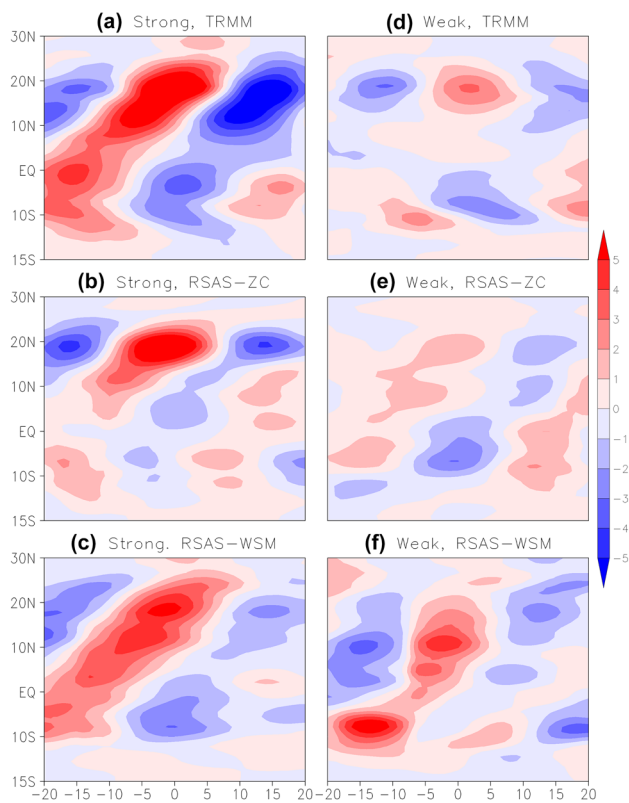 (a) Strong, TRMM
(d) Weak, TRMM
30N
20N
10N
EQ
10S
15S
(b) Strong, RSAS-ZC
(e) Weak, RSAS-ZC
30N
20N
10N
EQ
10S
15S
5
4
3
2
1
-1
-2
-3
-4
-5
(c) Strong. RSAS-WSM
(f) Weak, RSAS-WSM
30N
20N
10N
EQ
10S
15S
-20 -15 -10 -5 0 5 10 15 20
-20 -15 -10 -5 0 5 10 15 20